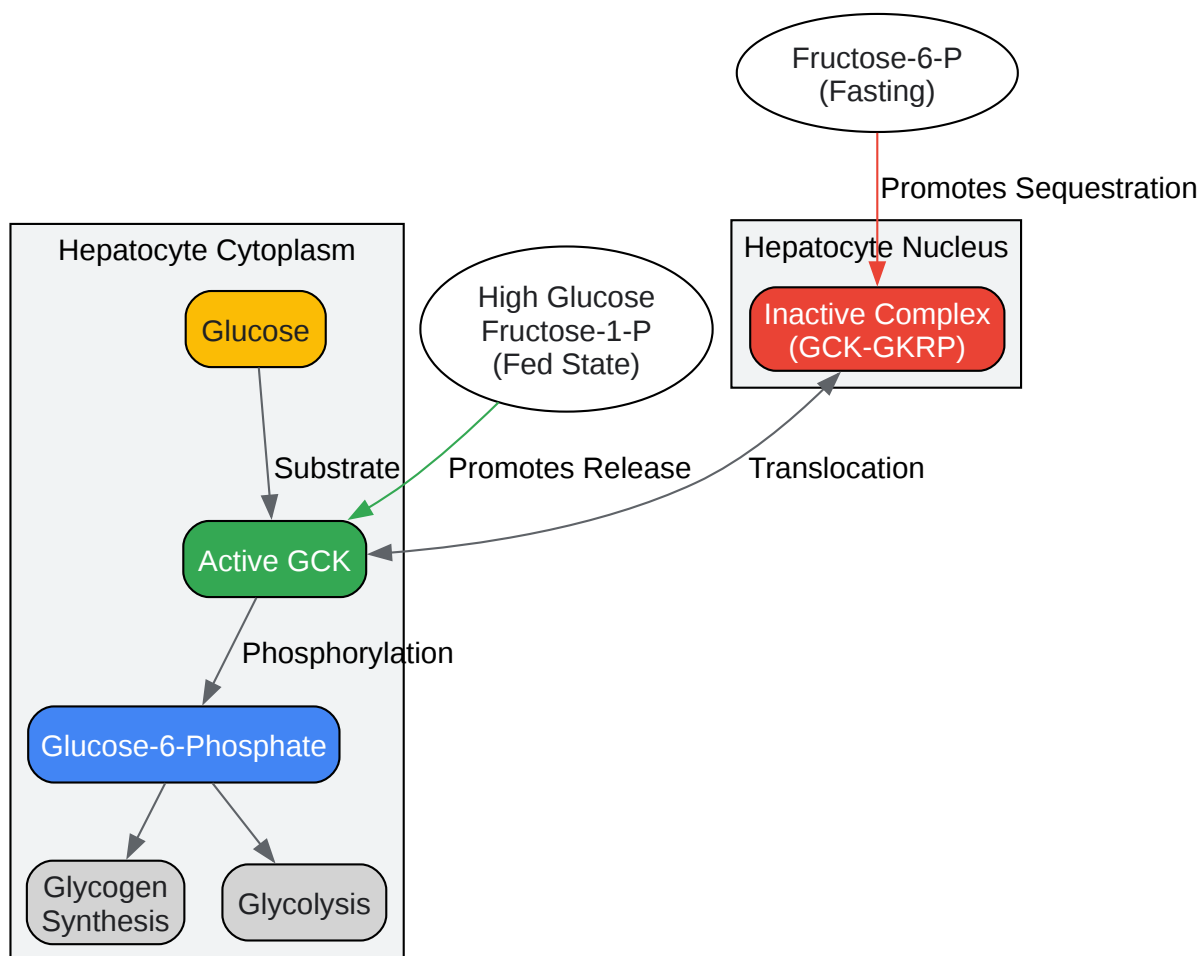 Fructose-6-P
(Fasting)
Promotes Sequestration
Hepatocyte Cytoplasm
Hepatocyte Nucleus
Glucose
High Glucose
Fructose-1-P
(Fed State)
Inactive Complex
(GCK-GKRP)
Substrate
Promotes Release
Translocation
Active GCK
Phosphorylation
Glucose-6-Phosphate
Glycogen
Synthesis
Glycolysis